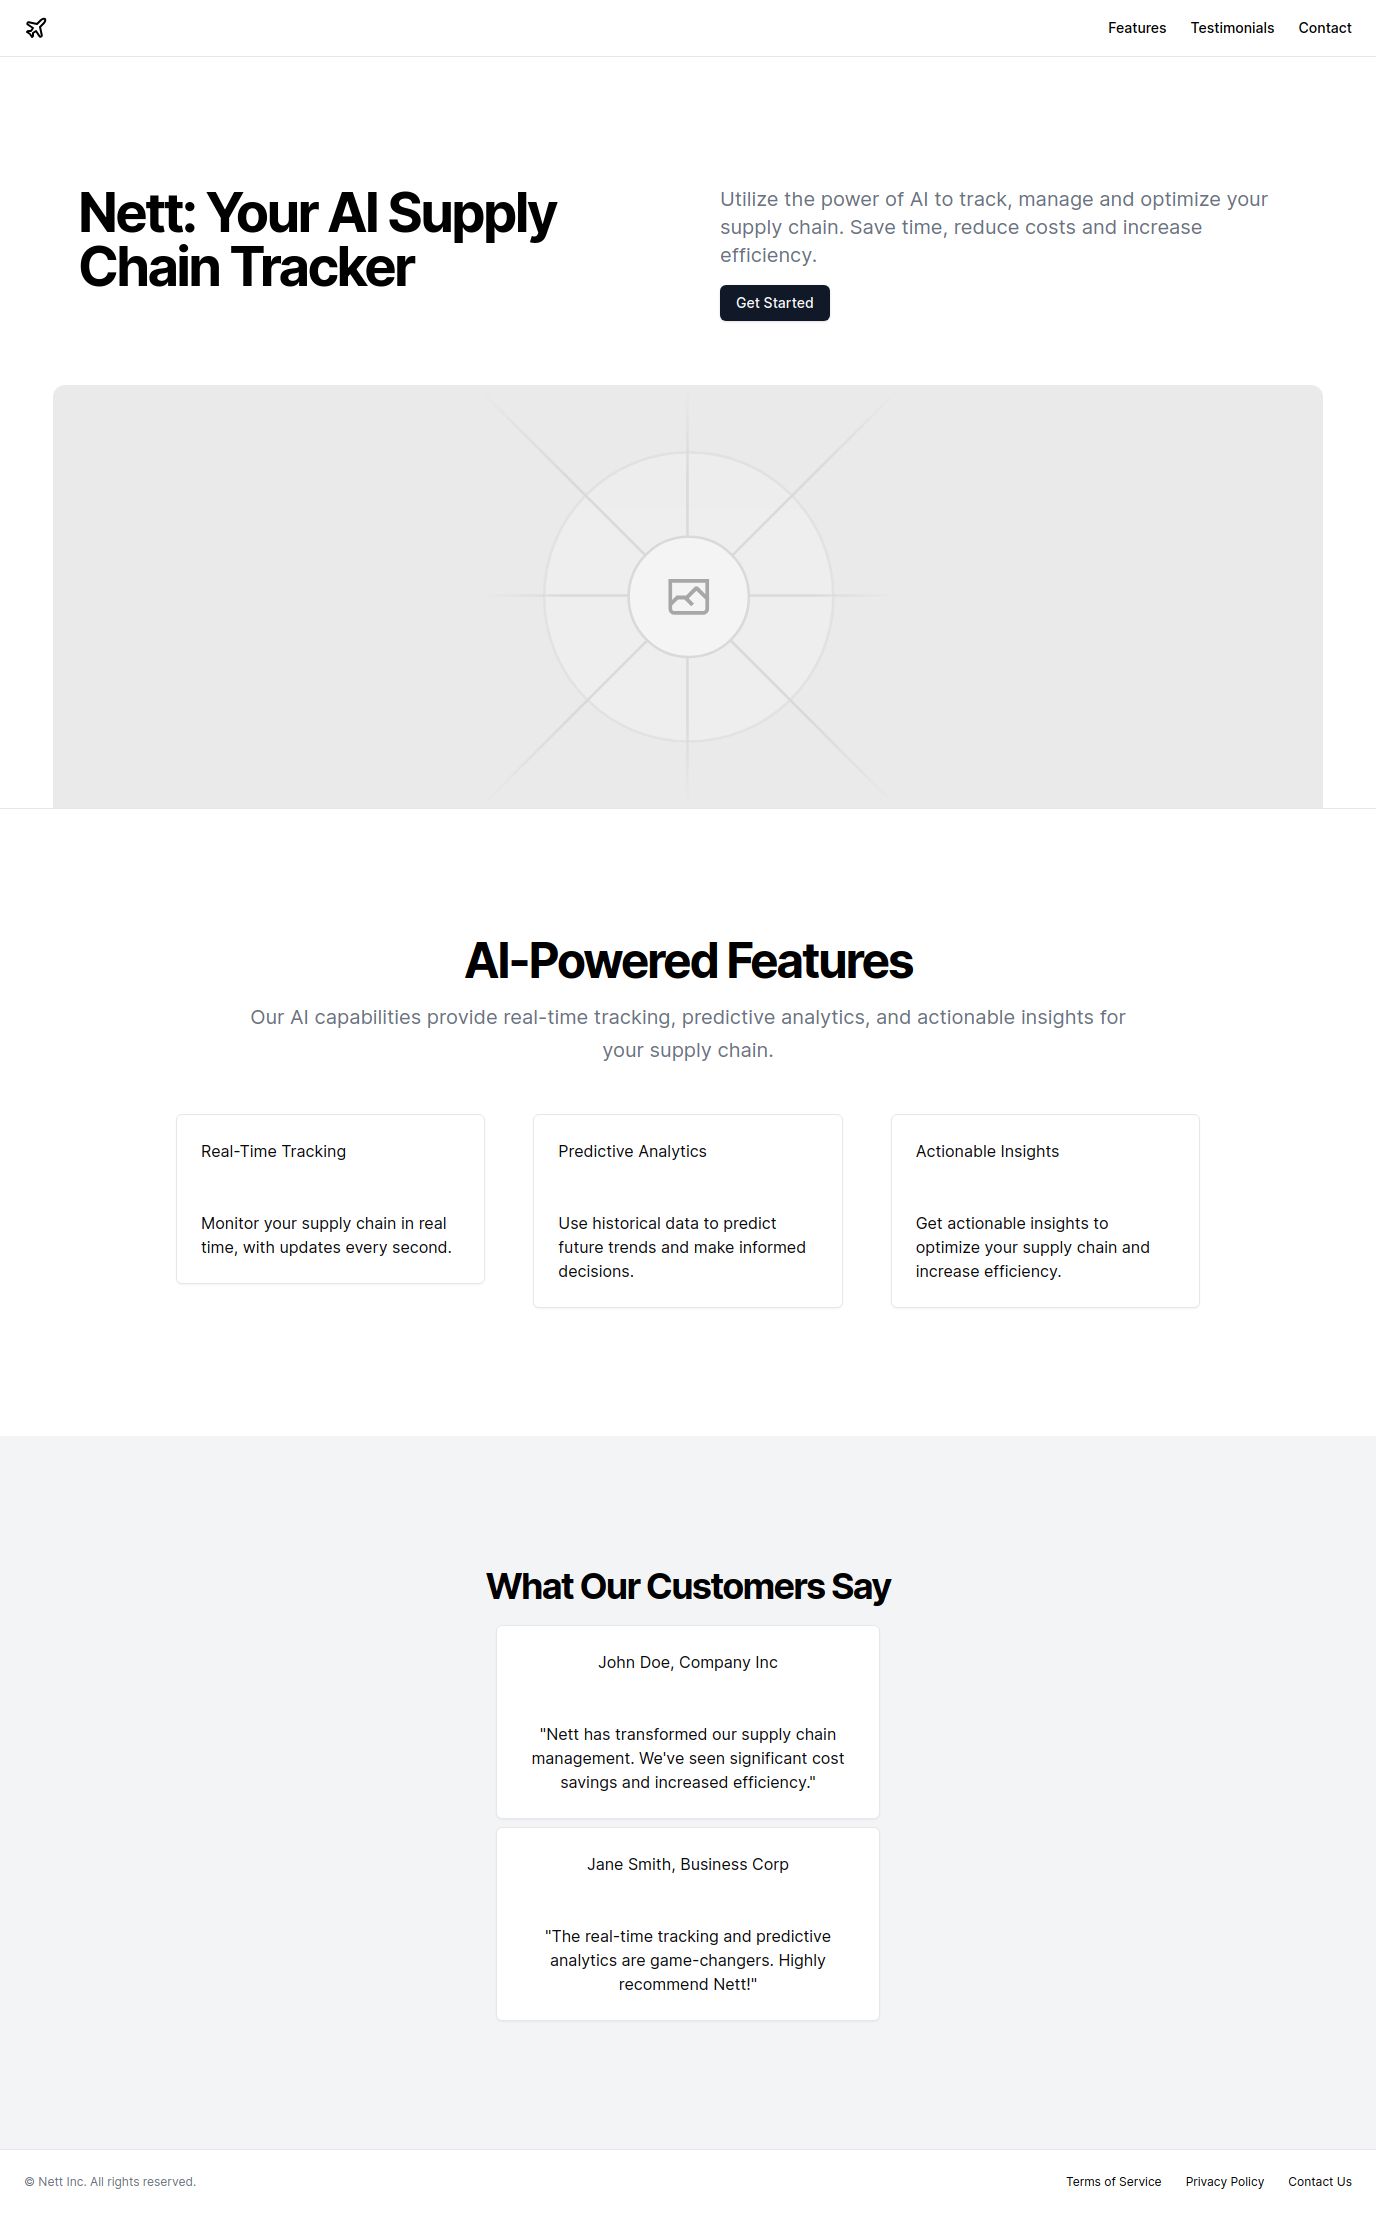 Features Testimonials Contact
Nett: Your AI Supply
Chain Tracker
Utilize the power of AI to track, manage and optimize your
supply chain. Save time, reduce costs and increase
efficiency.
Get Started
AI-Powered Features
Our AI capabilities provide real-time tracking, predictive analytics, and actionable insights for
your supply chain.
Real-Time Tracking
Monitor your supply chain in real
time, with updates every second.
Predictive Analytics
Use historical data to predict
future trends and make informed
decisions.
Actionable Insights
Get actionable insights to
optimize your supply chain and
increase efficiency.
What Our Customers Say
John Doe, Company Inc
"Nett has transformed our supply chain
management. We've seen significant cost
savings and increased efficiency."
Jane Smith, Business Corp
"The real-time tracking and predictive
analytics are game-changers. Highly
recommend Nett!"
© Nett Inc. All rights reserved.
Terms of Service Privacy Policy Contact Us